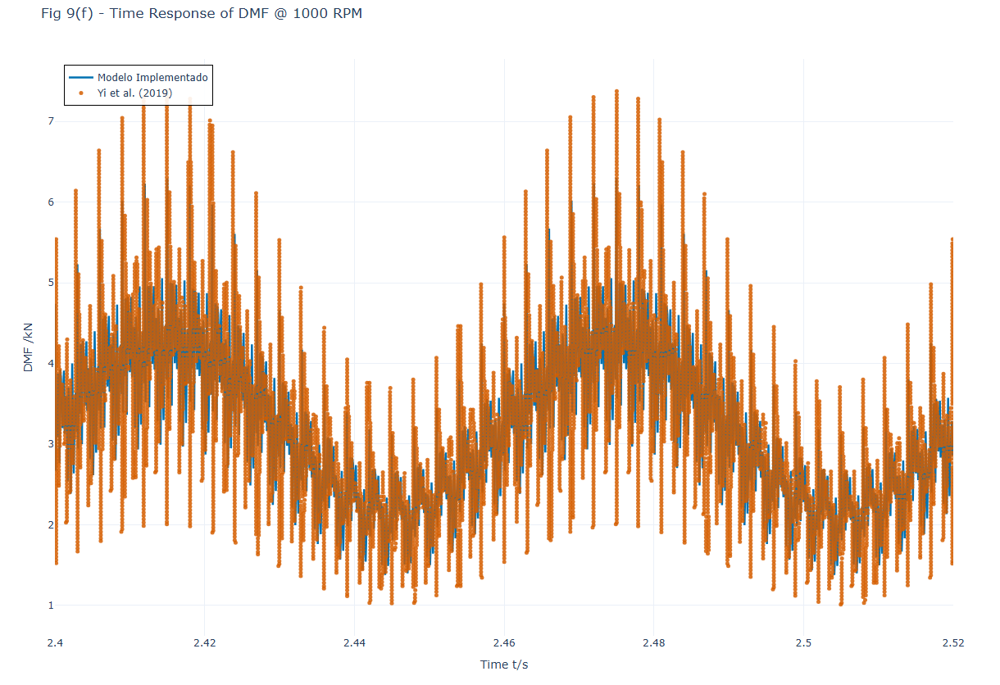 Fig 9(f) - Time Response of DMF @ 1000 RPM
Modelo Implementado
Yi et al. (2019)
7
6
5
4
3
2
1
DMF /kN
2.4
2.42
2.44
2.46
2.48
2.5
2.52
Time t/s